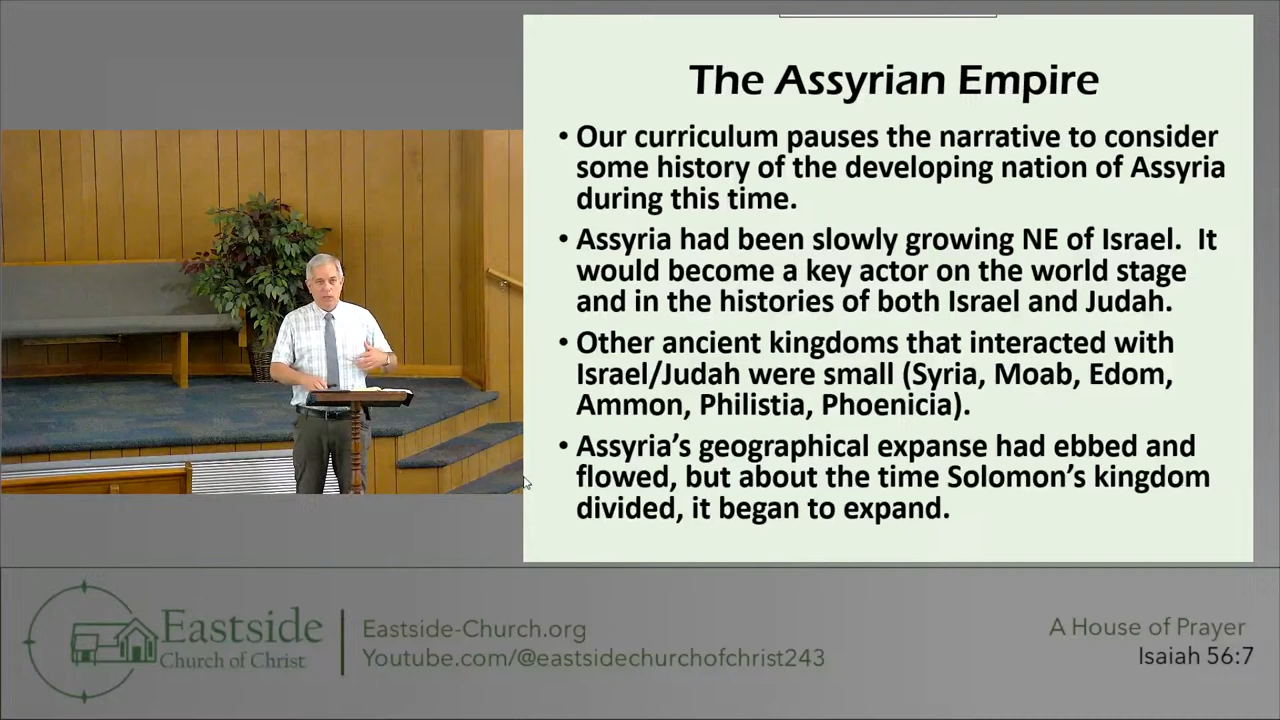 The Assyrian Empire
• Our curriculum pauses the narrative to consider
some history of the developing nation of Assyria
during this time.
• Assyria had been slowly growing NE of Israel.  It
would become a key actor on the world stage
and in the histories of both Israel and Judah.
• Other ancient kingdoms that interacted with
Israel/Judah were small (Syria, Moab, Edom,
Ammon, Philistia, Phoenicia).
• Assyria’s geographical expanse had ebbed and
flowed, but about the time Solomon’s kingdom
divided, it began to expand.
Eastside
Church of Christ
Eastside-Church.org
Youtube.com/@eastsidechurchofchrist243
A House of Prayer
Isaiah 56:7